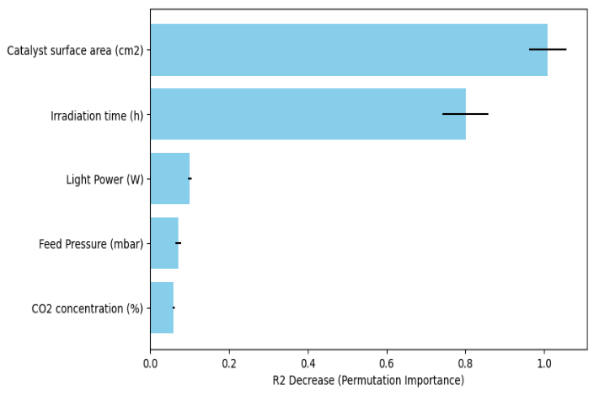 Catalyst surface area (cm2)
Irradiation time (h)
Light Power (W)
Feed Pressure (mbar)
CO2 concentration (%)
0.0 0.2 0.4 0.6 0.8 1.0
R2 Decrease (Permutation Importance)